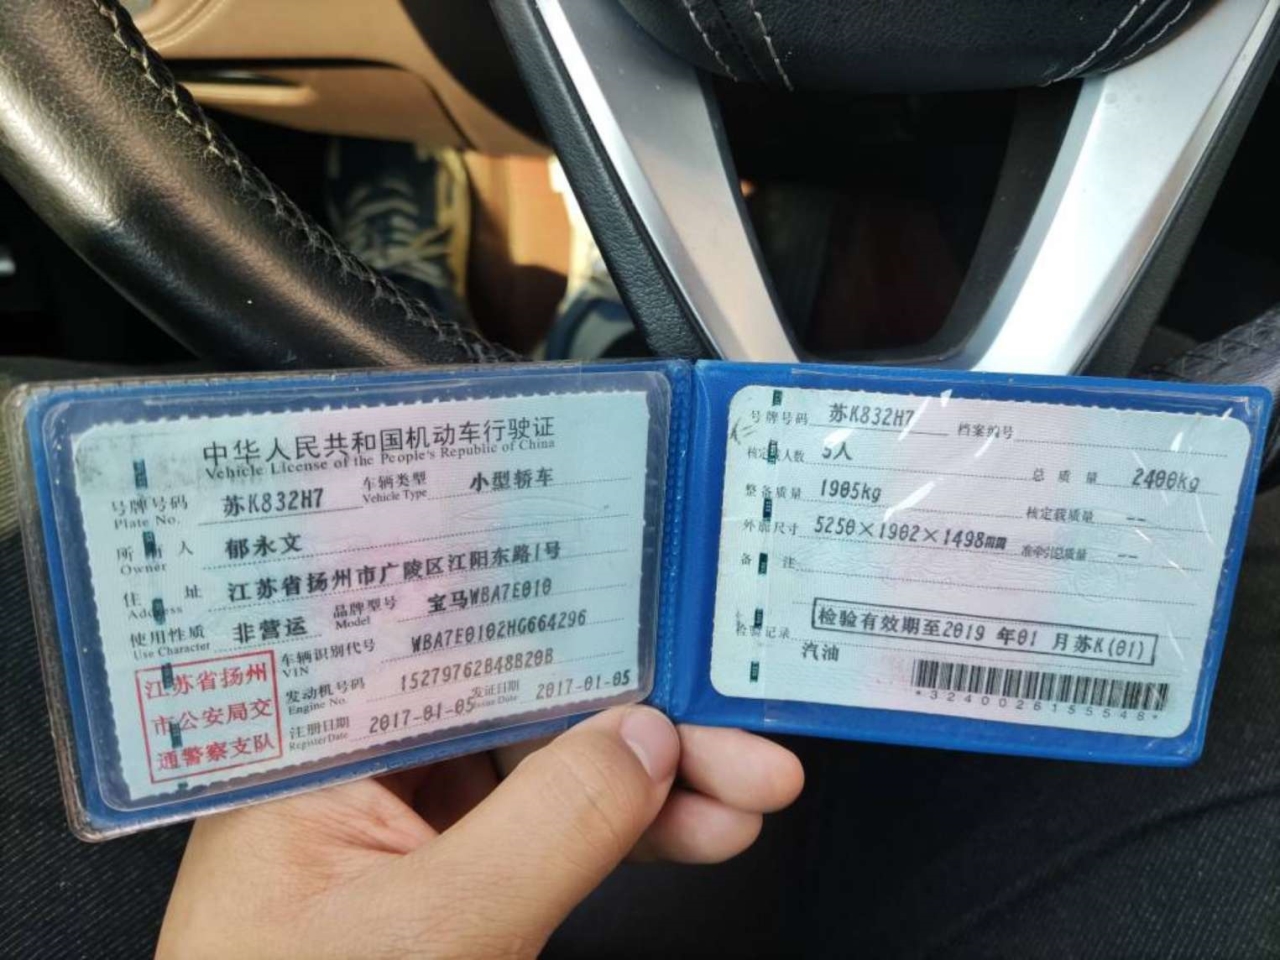 中华人民共和国机动车行驶证
Vehicle License of the People's Republic of China
号牌号码 苏K832H7 车辆类型 小型轿车
Plate No. Vehicle Type
所有人 郁永文
Owner
住址 江苏省扬州市广陵区江阳东路1号
Address
使用性质 非营运 品牌型号 宝马WBA7E010
Use Character Model
江苏省扬州
市公安局交
通警察支队
车辆识别代号 WBA7E0102HG664296
VIN
发动机号码 15279762B48B20B
Engine No.
注册日期 2017-01-05 发证日期 2017-01-05
Register Date Issue Date
号牌号码 苏K832H7 档案编号
核定载人数 5人 总质量 2400kg
整备质量 1905kg 核定载质量 --
外廓尺寸 5250×1902×1498mm 准牵引总质量 --
备注
检验有效期至2019年01月苏K(01)
检验记录
汽油
*3240026155548*